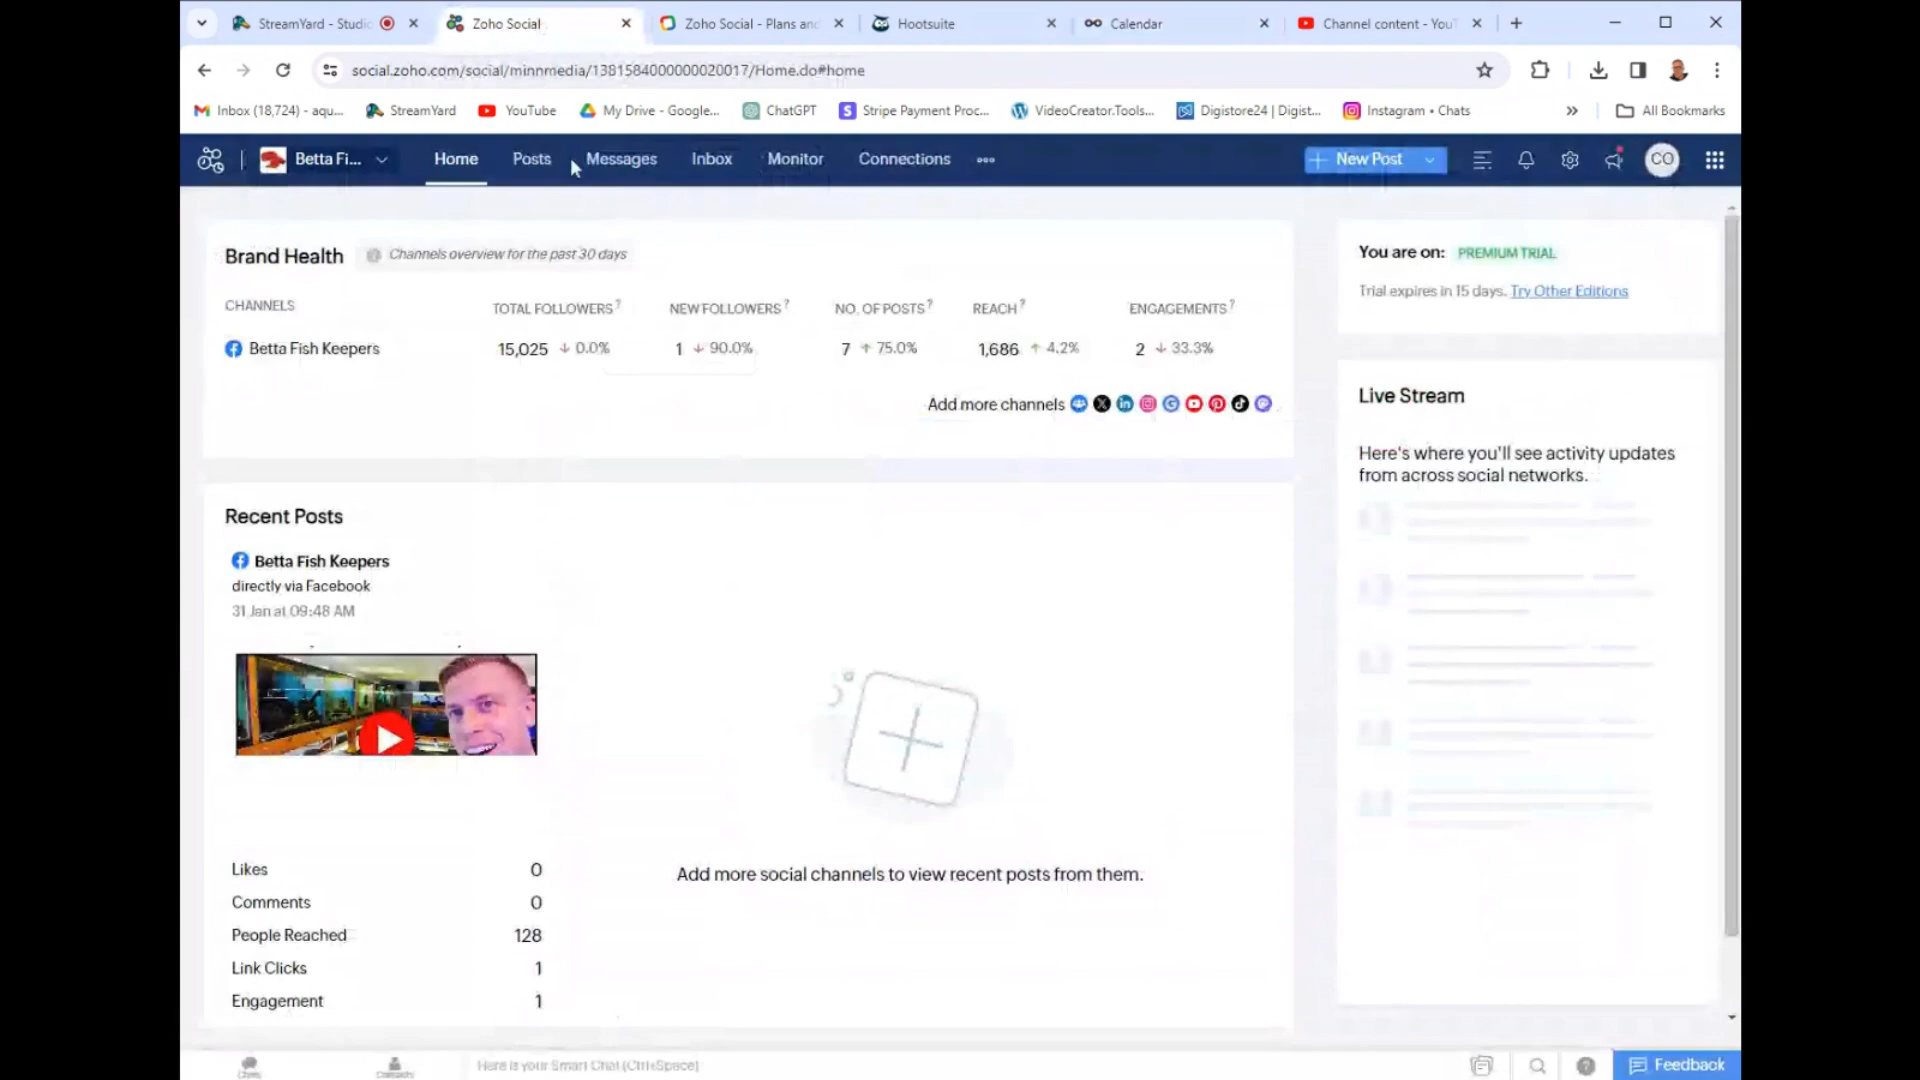 StreamYard - Studio
Zoho Social
Zoho Social - Plans and
Hootsuite
Calendar
Channel content - YouT
social.zoho.com/social/minnmedia/1381584000000020017/Home.do#home
Inbox (18,724) - aqu...
StreamYard
YouTube
My Drive - Google...
ChatGPT
Stripe Payment Proc...
VideoCreator.Tools...
Digistore24 | Digist...
Instagram • Chats
»
All Bookmarks
Betta Fi...
Home
Posts
Messages
Inbox
Monitor
Connections
New Post
CO
Brand Health
Channels overview for the past 30 days
CHANNELS
TOTAL FOLLOWERS ?
NEW FOLLOWERS ?
NO. OF POSTS ?
REACH ?
ENGAGEMENTS ?
Betta Fish Keepers
15,025 ↓ 0.0%
1 ↓ 90.0%
7 ↑ 75.0%
1,686 ↑ 4.2%
2 ↓ 33.3%
Add more channels
You are on: PREMIUM TRIAL
Trial expires in 15 days. Try Other Editions
Live Stream
Here's where you'll see activity updates
from across social networks.
Recent Posts
Betta Fish Keepers
directly via Facebook
31 Jan at 09:48 AM
Likes 0
Comments 0
People Reached 128
Link Clicks 1
Engagement 1
Add more social channels to view recent posts from them.
Chats
Contacts
Here is your Smart Chat (Ctrl+Space)
Feedback